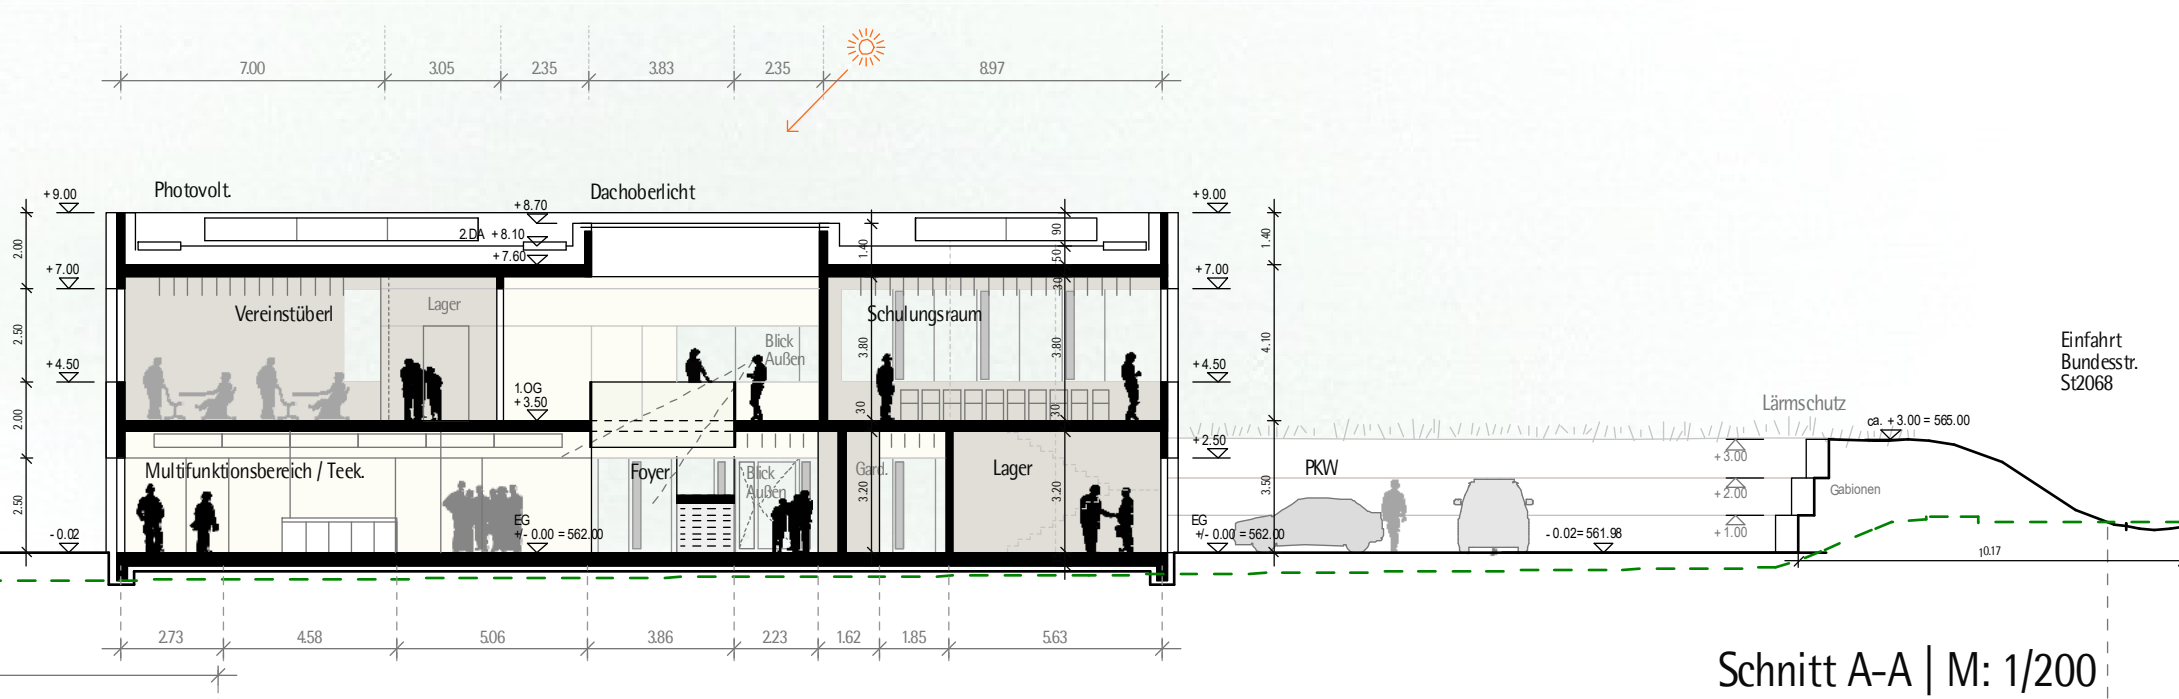 7.00 3.05 2.35 3.83 2.35 8.97
Photovolt.
Dachoberlicht
+9.00
+8.70
+9.00
2.DA +8.10
+7.60
2.00
1.40
90
50
1.40
+7.00
+7.00
30
Vereinstüberl
Lager
Schulungsraum
2.50
Blick
Außen
3.80
3.80
4.10
Einfahrt
Bundesstr.
St2068
+4.50
+4.50
1.OG
+3.50
30
30
2.00
Lärmschutz
ca. +3.00 = 565.00
+2.50
+3.00
Multifunktionsbereich / Teek.
Foyer
Blick
Außen
Gard.
Lager
PKW
3.20
3.20
3.50
+2.00
Gabionen
2.50
EG
+/- 0.00 = 562.00
EG
+/- 0.00 = 562.00
- 0.02
- 0.02= 561.98
+1.00
10.17
2.73 4.58 5.06 3.86 2.23 1.62 1.85 5.63
Schnitt A-A | M: 1/200